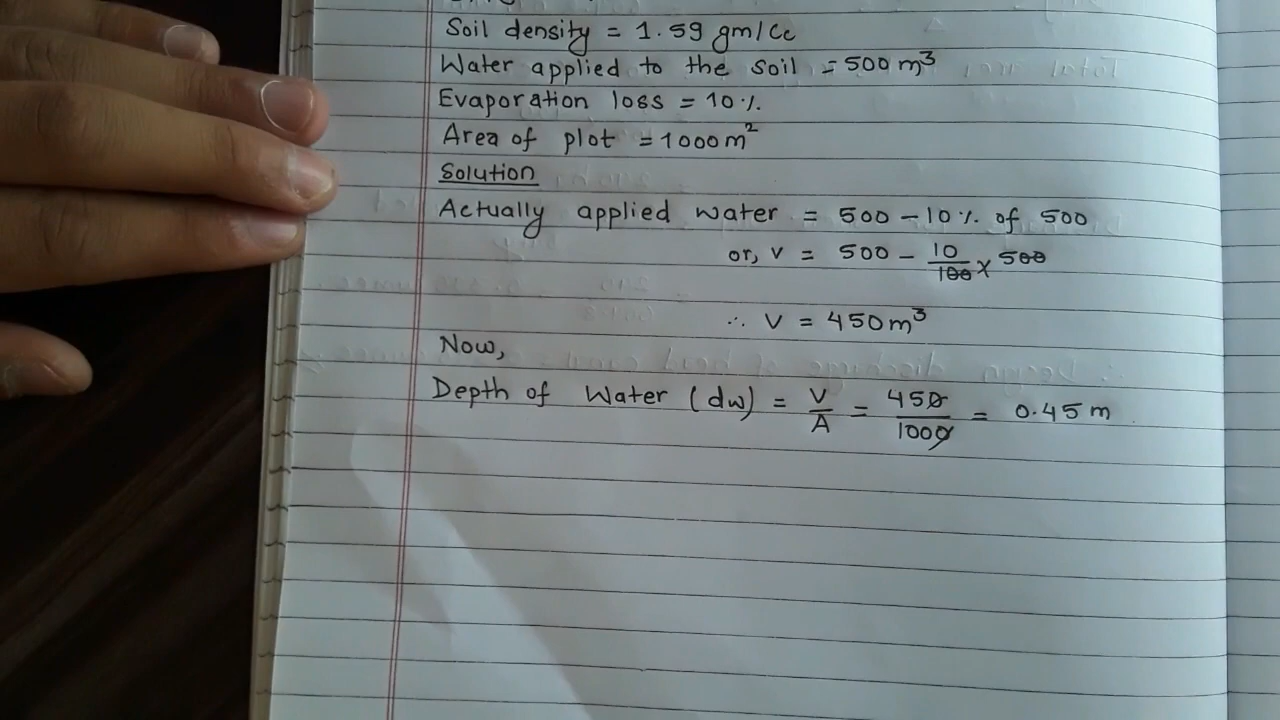 Soil density = 1.59 gm/cc
Water applied to the soil = 500 m³
Evaporation loss = 10%
Area of plot = 1000 m²
Solution
Actually applied water = 500 - 10% of 500
or, v = 500 - 10/100 × 500
∴ V = 450 m³
Now,
Depth of Water (dw) = V/A = 450/1000 = 0.45 m